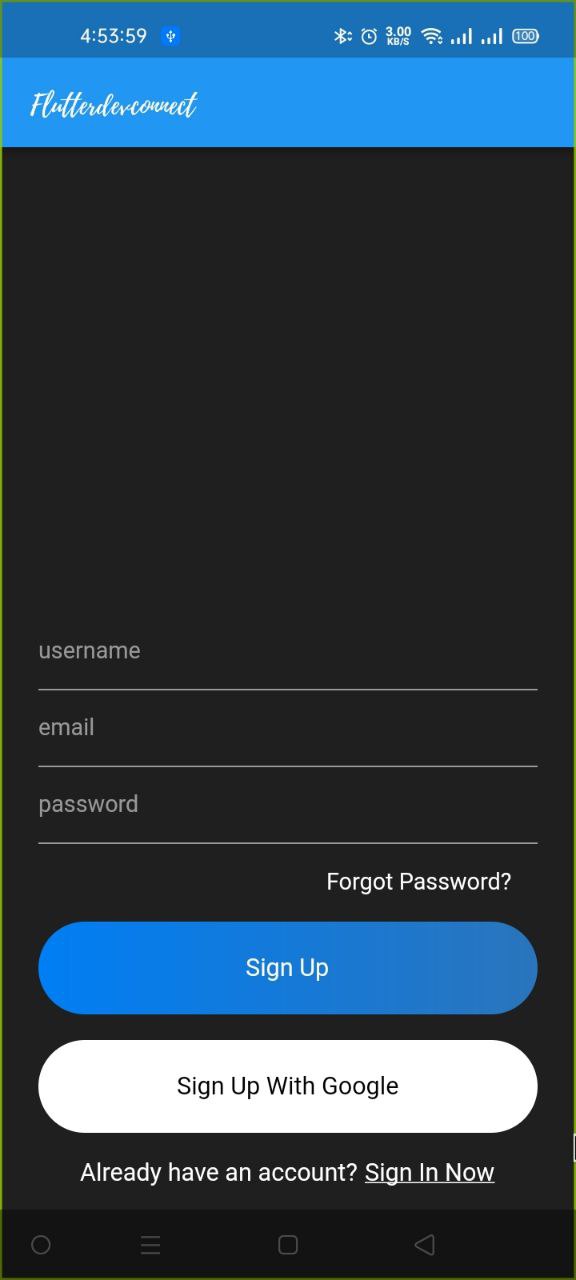 4:53:59 3.00 KB/S 100
Flutterdevconnect
username
email
password
Forgot Password?
Sign Up
Sign Up With Google
Already have an account? Sign In Now